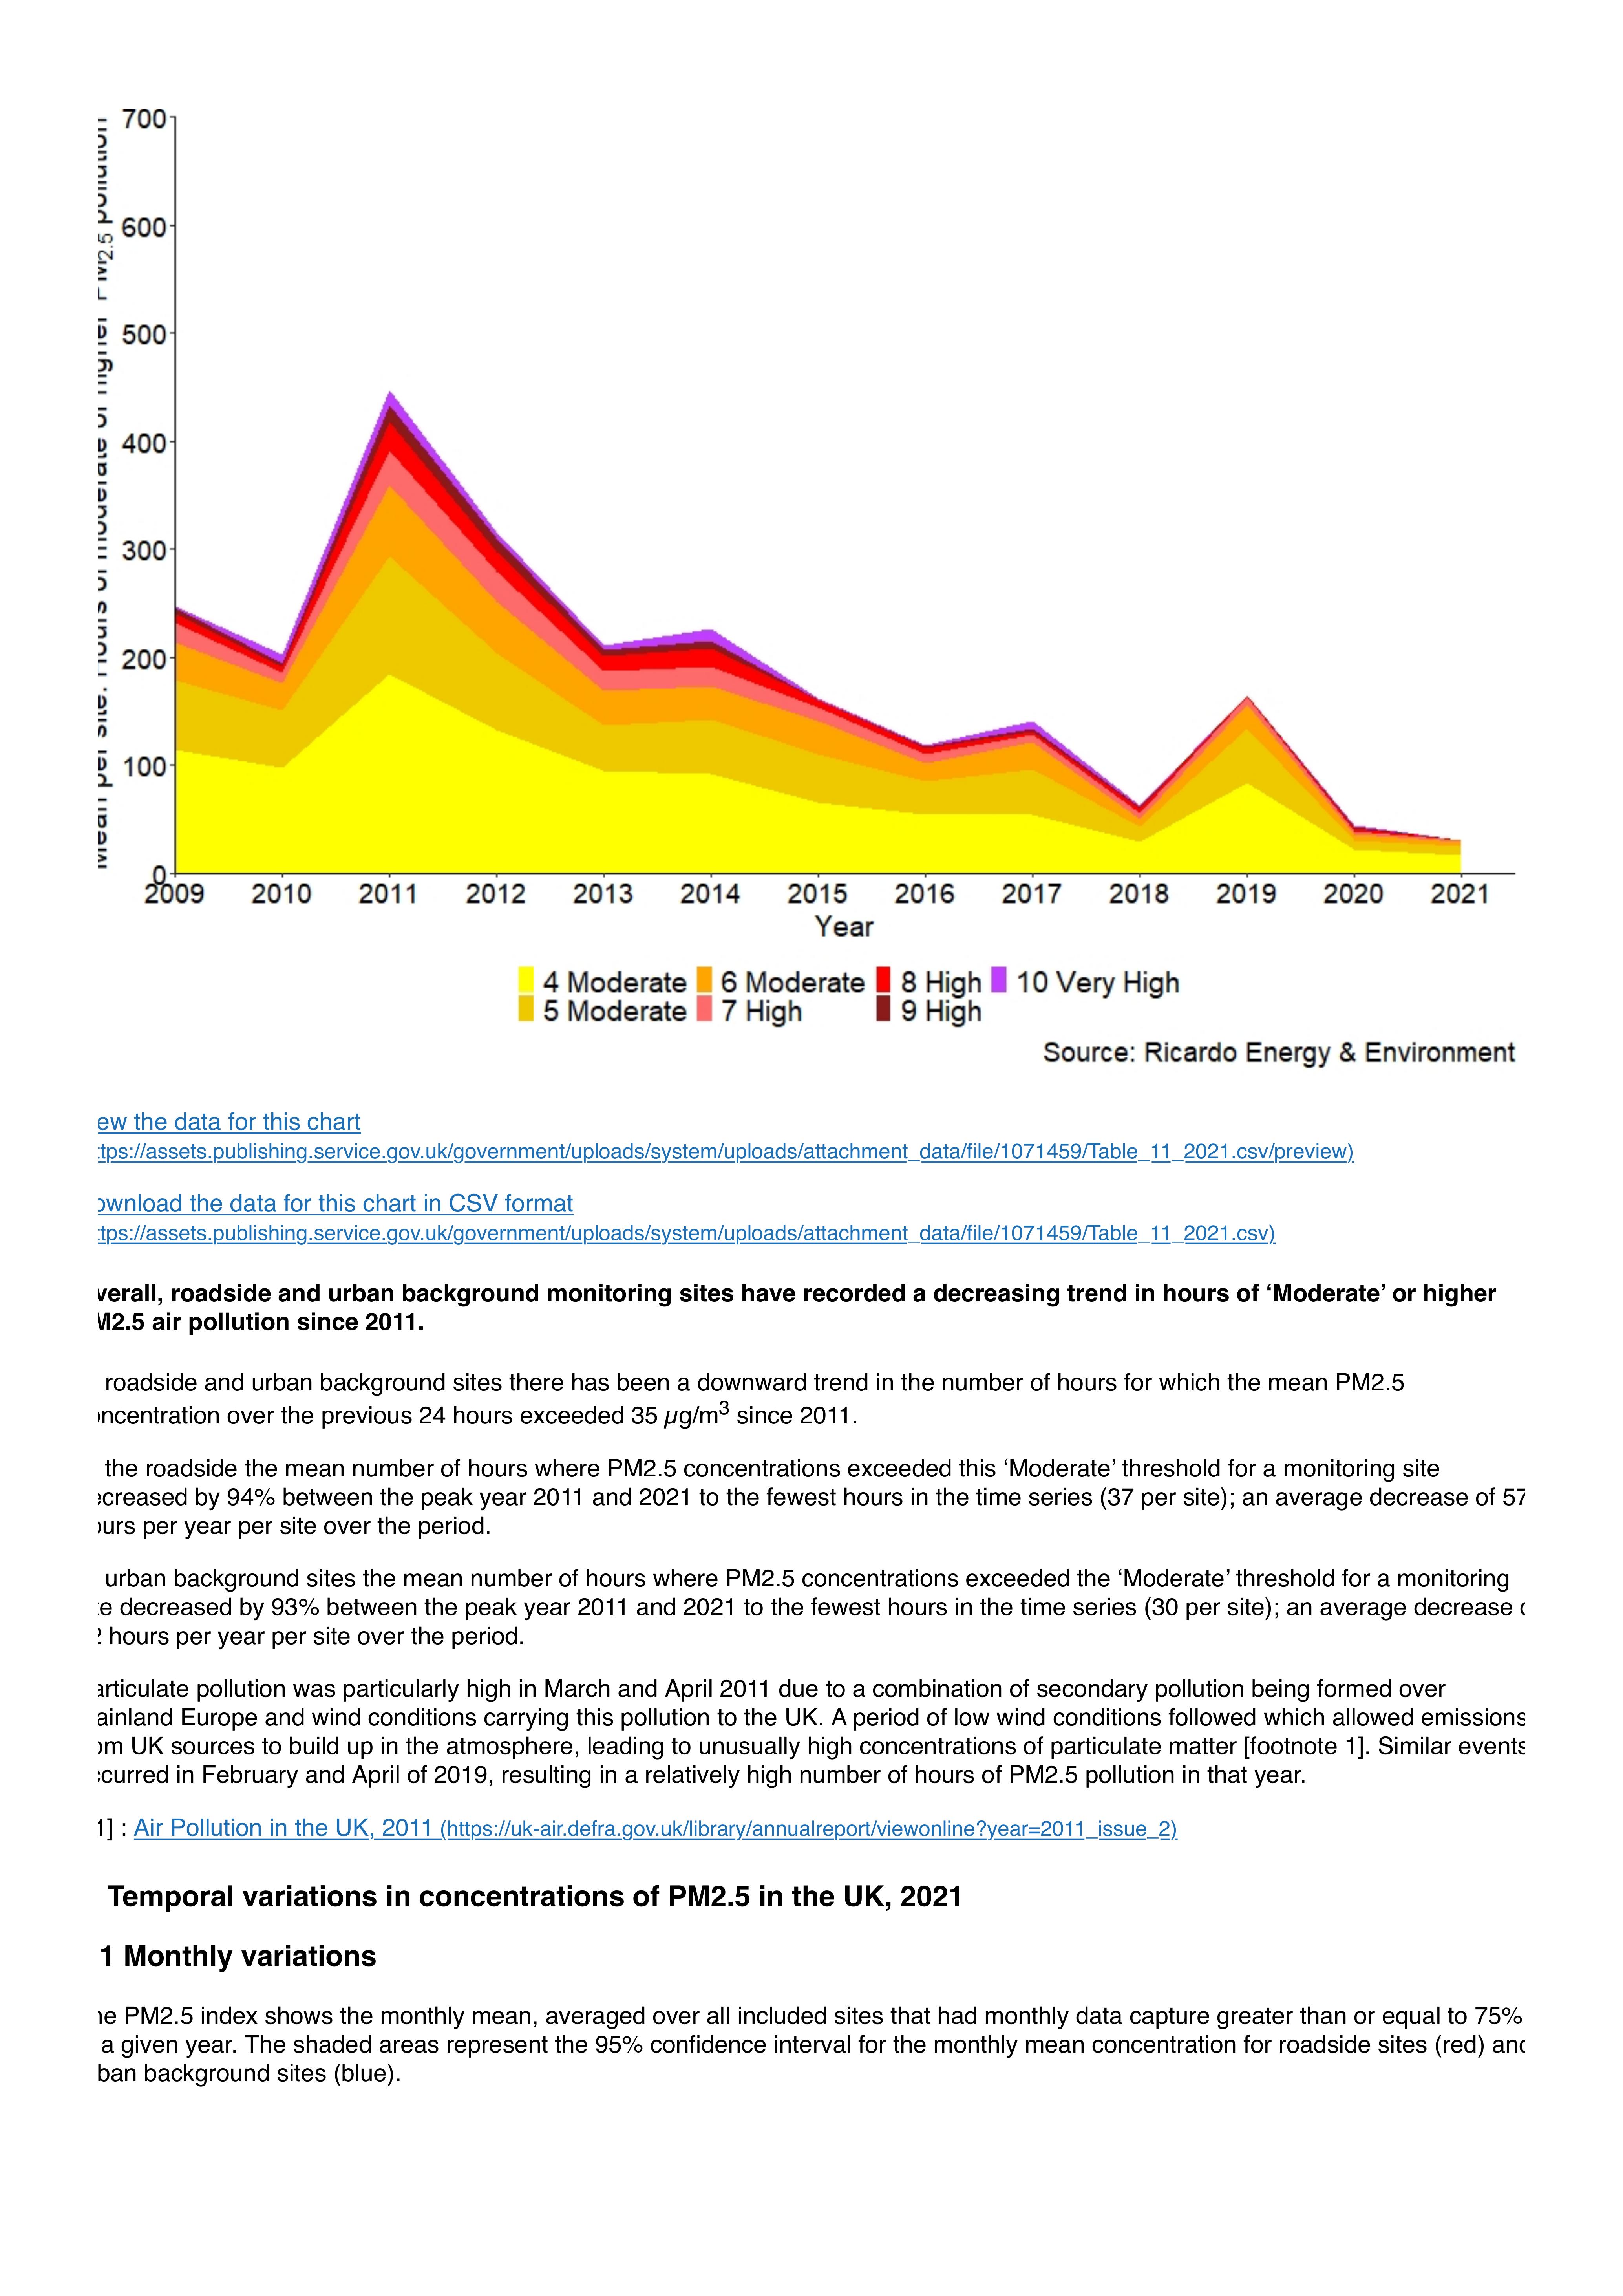 700
600
500
400
300
200
100
0
2009 2010 2011 2012 2013 2014 2015 2016 2017 2018 2019 2020 2021
Year
4 Moderate 6 Moderate 8 High 10 Very High
5 Moderate 7 High 9 High
Source: Ricardo Energy & Environment
ew the data for this chart
tps://assets.publishing.service.gov.uk/government/uploads/system/uploads/attachment_data/file/1071459/Table_11_2021.csv/preview)
ownload the data for this chart in CSV format
tps://assets.publishing.service.gov.uk/government/uploads/system/uploads/attachment_data/file/1071459/Table_11_2021.csv)
verall, roadside and urban background monitoring sites have recorded a decreasing trend in hours of ‘Moderate’ or higher
M2.5 air pollution since 2011.
roadside and urban background sites there has been a downward trend in the number of hours for which the mean PM2.5
oncentration over the previous 24 hours exceeded 35 µg/m³ since 2011.
the roadside the mean number of hours where PM2.5 concentrations exceeded this ‘Moderate’ threshold for a monitoring site
ecreased by 94% between the peak year 2011 and 2021 to the fewest hours in the time series (37 per site); an average decrease of 57
ours per year per site over the period.
urban background sites the mean number of hours where PM2.5 concentrations exceeded the ‘Moderate’ threshold for a monitoring
te decreased by 93% between the peak year 2011 and 2021 to the fewest hours in the time series (30 per site); an average decrease
2 hours per year per site over the period.
articulate pollution was particularly high in March and April 2011 due to a combination of secondary pollution being formed over
ainland Europe and wind conditions carrying this pollution to the UK. A period of low wind conditions followed which allowed emissions
om UK sources to build up in the atmosphere, leading to unusually high concentrations of particulate matter [footnote 1]. Similar events
ccurred in February and April of 2019, resulting in a relatively high number of hours of PM2.5 pollution in that year.
1] : Air Pollution in the UK, 2011 (https://uk-air.defra.gov.uk/library/annualreport/viewonline?year=2011_issue_2)
Temporal variations in concentrations of PM2.5 in the UK, 2021
1 Monthly variations
he PM2.5 index shows the monthly mean, averaged over all included sites that had monthly data capture greater than or equal to 75%
a given year. The shaded areas represent the 95% confidence interval for the monthly mean concentration for roadside sites (red) and
ban background sites (blue).